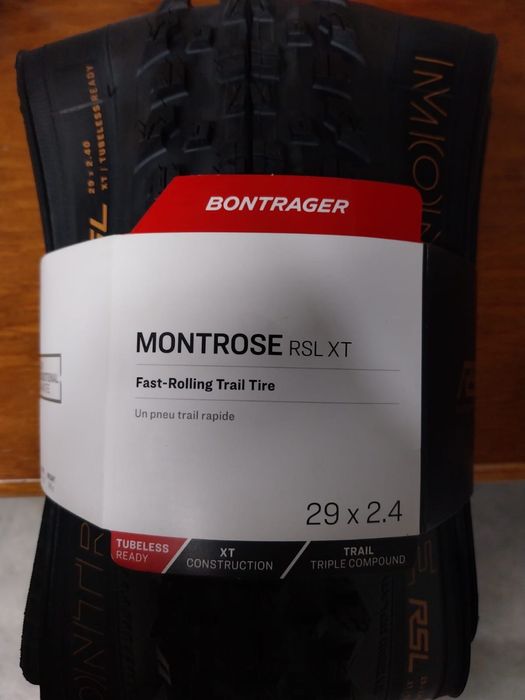 29 x 2.40
XT / TUBELESS READY
RSL
BONTRAGER
MONTROSE RSL XT
Fast-Rolling Trail Tire
Un pneu trail rapide
29 x 2.4
TUBELESS
READY
XT
CONSTRUCTION
TRAIL
TRIPLE COMPOUND
RSL